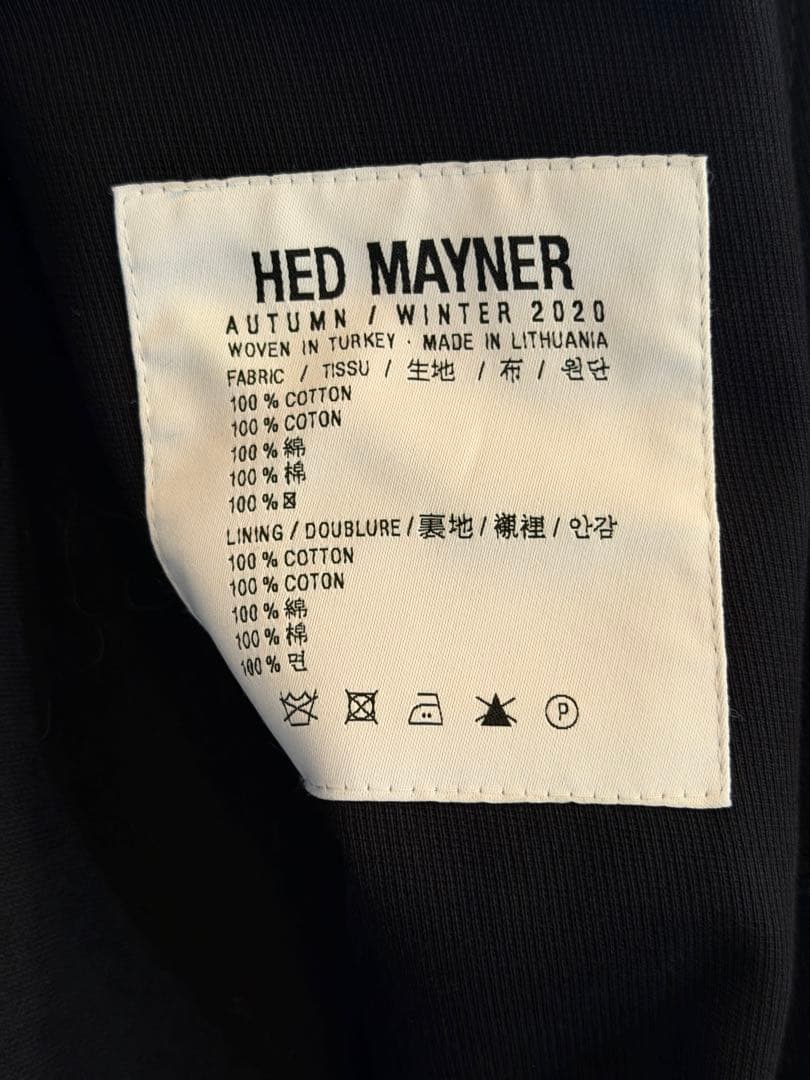 HED MAYNER
AUTUMN / WINTER 2020
WOVEN IN TURKEY · MADE IN LITHUANIA
FABRIC / TISSU / 生地 / 布 / 원단
100 % COTTON
100 % COTON
100 % 綿
100 % 棉
100 % ☒
LINING / DOUBLURE / 裏地 / 襯裡 / 안감
100 % COTTON
100 % COTON
100 % 綿
100 % 棉
100 % 면
P